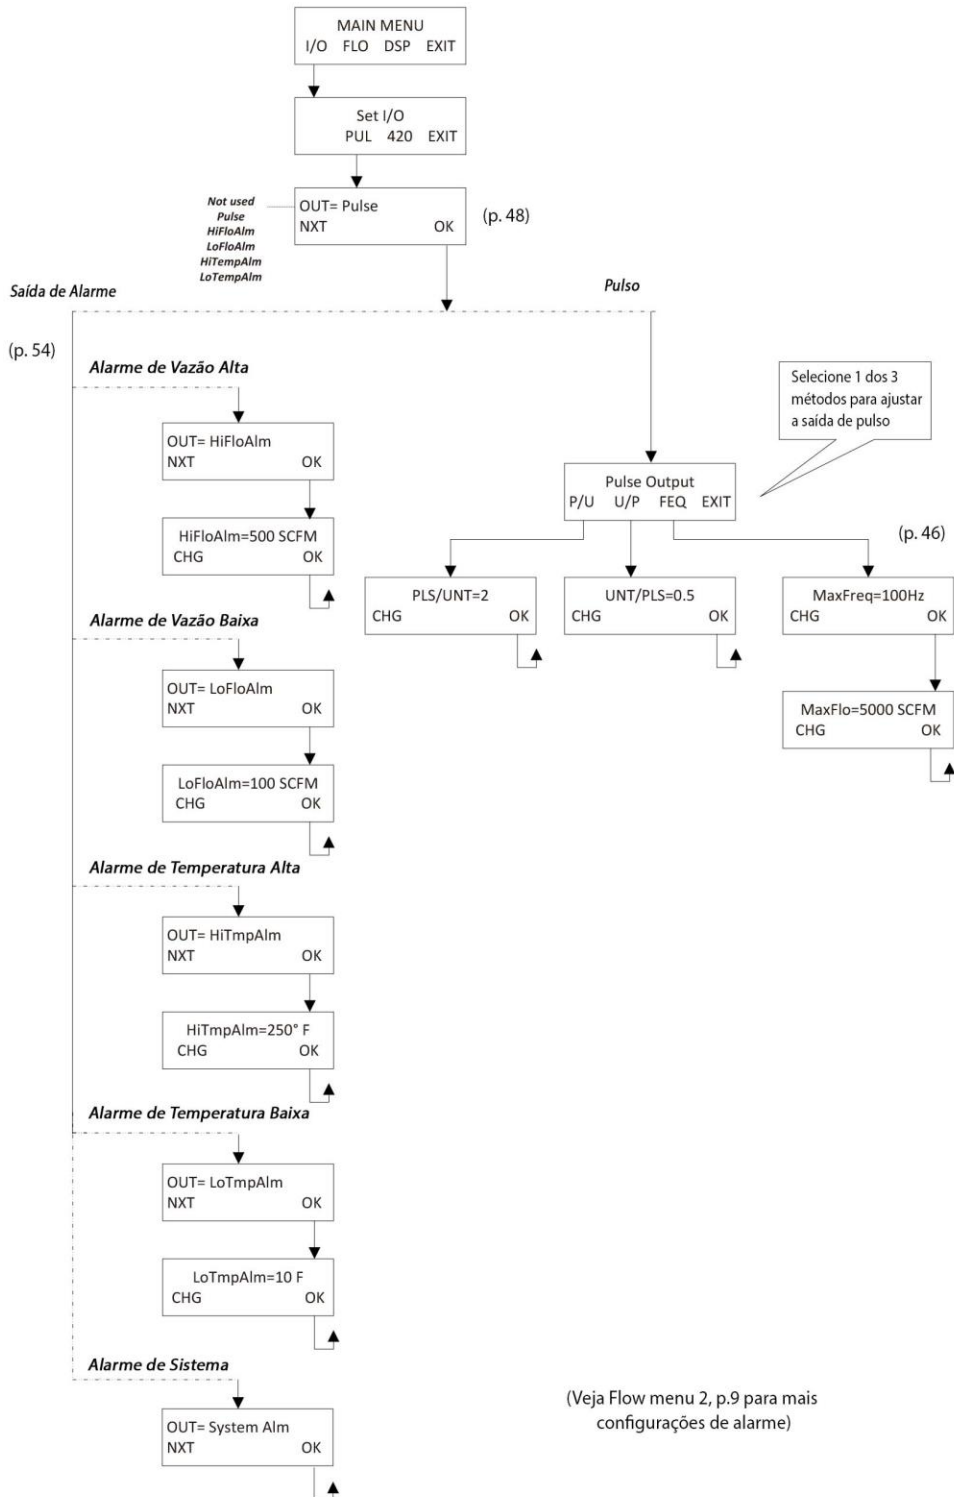 MAIN MENU
I/O FLO DSP EXIT
Set I/O
PUL 420 EXIT
Not used
Pulse
HiFloAlm
LoFloAlm
HiTempAlm
LoTempAlm
OUT= Pulse
NXT OK
(p. 48)
Saída de Alarme
Pulso
(p. 54)
Alarme de Vazão Alta
OUT= HiFloAlm
NXT OK
HiFloAlm=500 SCFM
CHG OK
Selecione 1 dos 3
métodos para ajustar
a saída de pulso
Pulse Output
P/U U/P FEQ EXIT
(p. 46)
PLS/UNT=2
CHG OK
UNT/PLS=0.5
CHG OK
MaxFreq=100Hz
CHG OK
MaxFlo=5000 SCFM
CHG OK
Alarme de Vazão Baixa
OUT= LoFloAlm
NXT OK
LoFloAlm=100 SCFM
CHG OK
Alarme de Temperatura Alta
OUT= HiTmpAlm
NXT OK
HiTmpAlm=250° F
CHG OK
Alarme de Temperatura Baixa
OUT= LoTmpAlm
NXT OK
LoTmpAlm=10 F
CHG OK
Alarme de Sistema
OUT= System Alm
NXT OK
(Veja Flow menu 2, p.9 para mais
configurações de alarme)